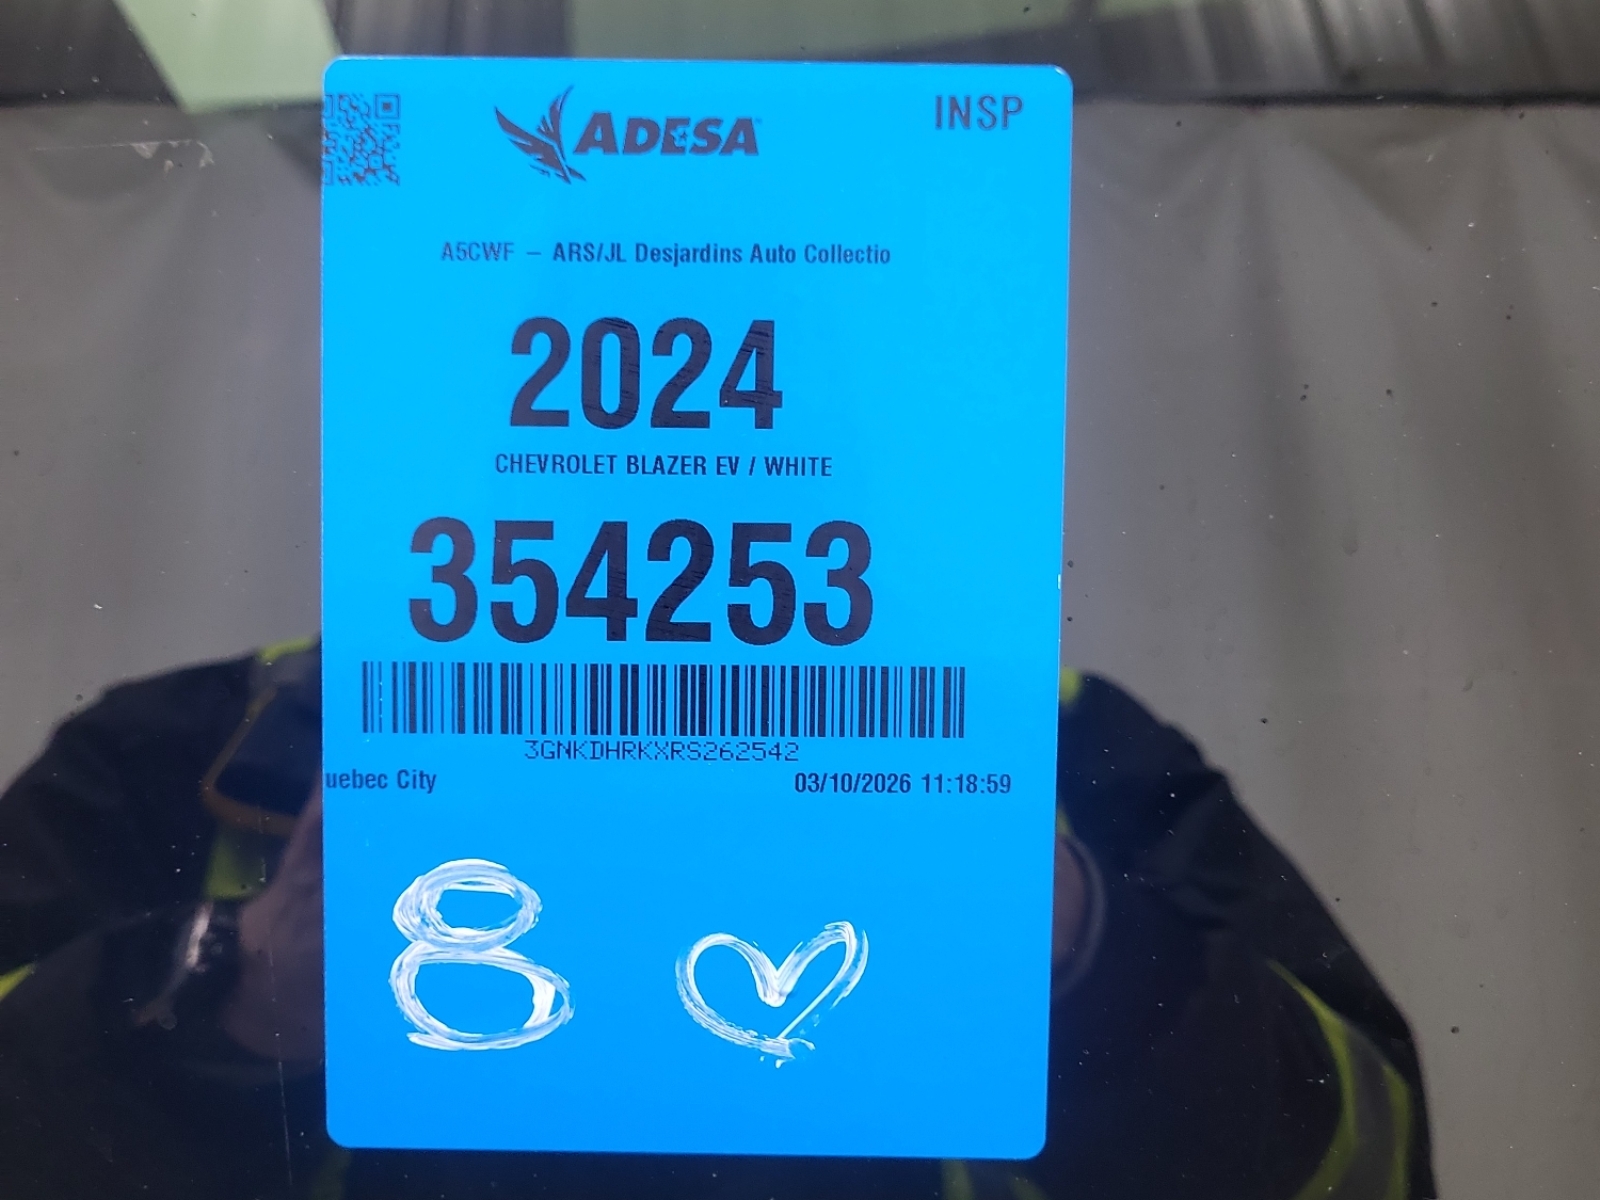 ADESA
INSP
A5CWF – ARS/JL Desjardins Auto Collectio
2024
CHEVROLET BLAZER EV / WHITE
354253
3GNKDHRKXRS262542
uebec City
03/10/2026 11:18:59
8